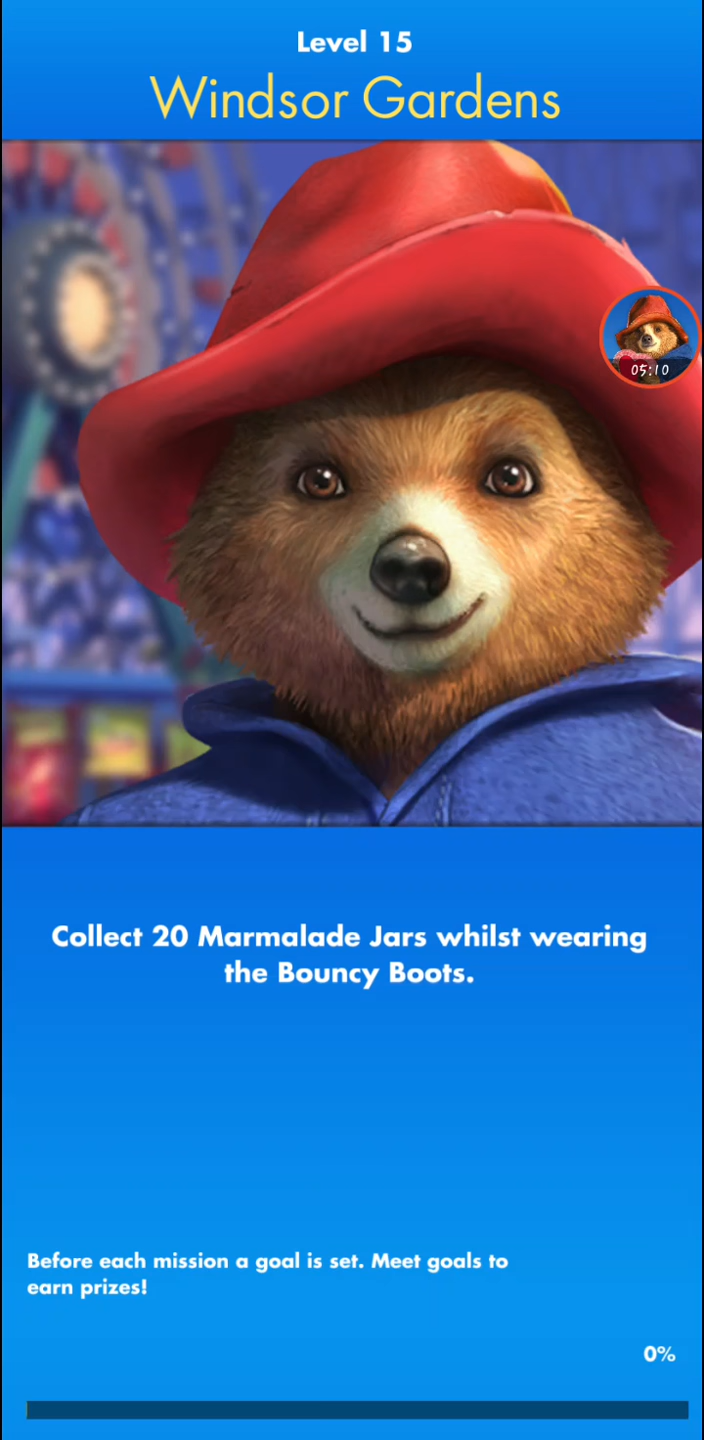 Level 15
Windsor Gardens
05:10
Collect 20 Marmalade Jars whilst wearing
the Bouncy Boots.
Before each mission a goal is set. Meet goals to
earn prizes!
0%